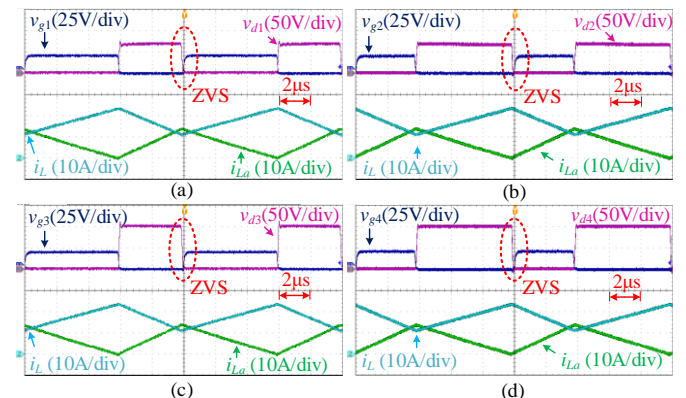 vg1(25V/div)
vd1(50V/div)
ZVS
2μs
iL (10A/div)
iLa (10A/div)
(a)
vg2(25V/div)
vd2(50V/div)
ZVS
2μs
iL (10A/div)
iLa (10A/div)
(b)
vg3(25V/div)
vd3(50V/div)
ZVS
2μs
iL (10A/div)
iLa (10A/div)
(c)
vg4(25V/div)
vd4(50V/div)
ZVS
2μs
iL (10A/div)
iLa (10A/div)
(d)